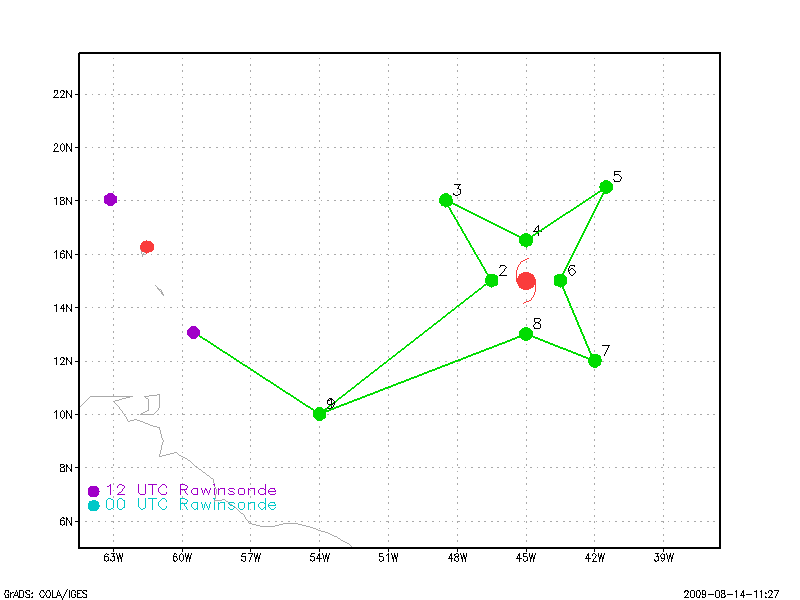 22N
20N
18N
16N
14N
12N
10N
8N
6N
5
3
4
2
6
8
7
9
12 UTC Rawinsonde
00 UTC Rawinsonde
63W 60W 57W 54W 51W 48W 45W 42W 39W
GrADS: COLA/IGES
2009-08-14-11:27